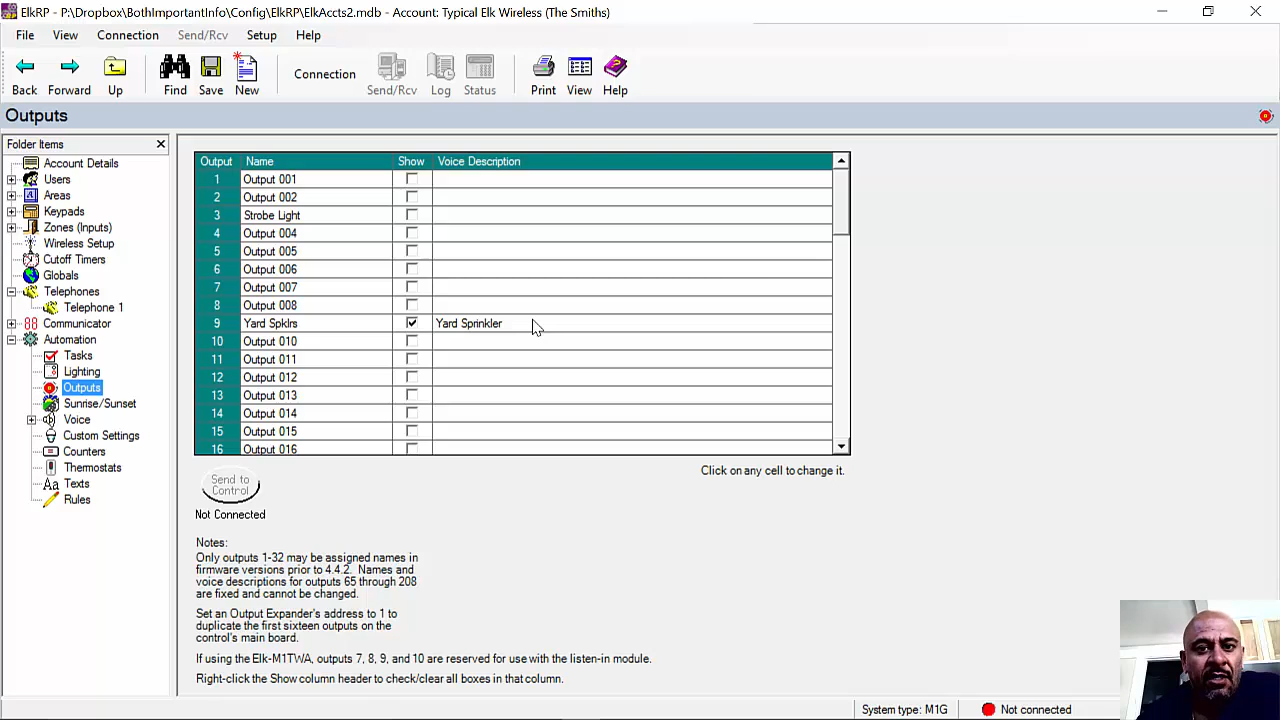 ElkRP - P:\Dropbox\BothImportantInfo\Config\ElkRP\ElkAccts2.mdb - Account: Typical Elk Wireless (The Smiths)
File View Connection Send/Rcv Setup Help
Back Forward Up Find Save New Connection Send/Rcv Log Status Print View Help
Outputs
Folder Items
Account Details
Users
Areas
Keypads
Zones (Inputs)
Wireless Setup
Cutoff Timers
Globals
Telephones
Telephone 1
88 Communicator
Automation
Tasks
Lighting
Outputs
Sunrise/Sunset
Voice
Custom Settings
Counters
Thermostats
Aa Texts
Rules
Output Name Show Voice Description
1 Output 001
2 Output 002
3 Strobe Light
4 Output 004
5 Output 005
6 Output 006
7 Output 007
8 Output 008
9 Yard Spklrs Yard Sprinkler
10 Output 010
11 Output 011
12 Output 012
13 Output 013
14 Output 014
15 Output 015
16 Output 016
Click on any cell to change it.
Send to
Control
Not Connected
Notes:
Only outputs 1-32 may be assigned names in
firmware versions prior to 4.4.2. Names and
voice descriptions for outputs 65 through 208
are fixed and cannot be changed.
Set an Output Expander's address to 1 to
duplicate the first sixteen outputs on the
control's main board.
If using the Elk-M1TWA, outputs 7, 8, 9, and 10 are reserved for use with the listen-in module.
Right-click the Show column header to check/clear all boxes in that column.
System type: M1G Not connected